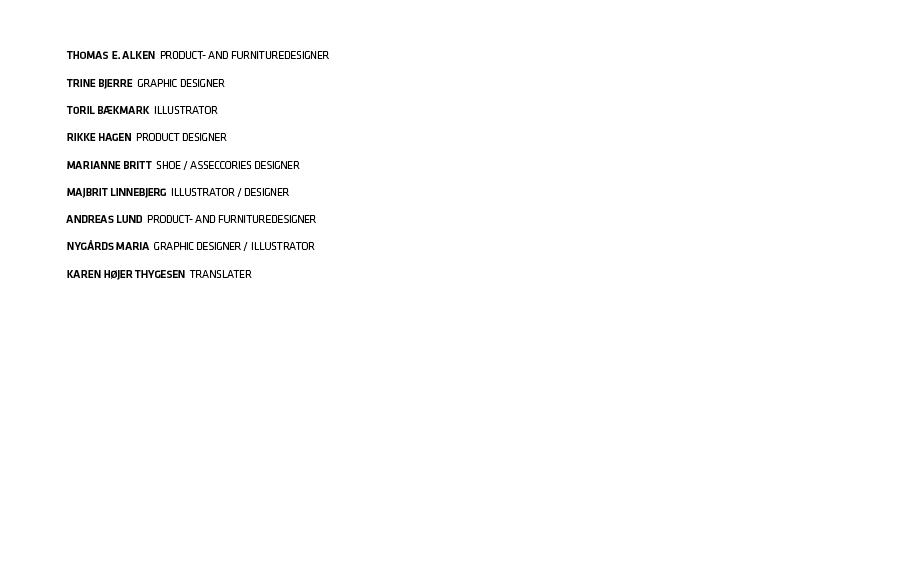 THOMAS E. ALKEN PRODUCT- AND FURNITUREDESIGNER
TRINE BJERRE GRAPHIC DESIGNER
TORIL BÆKMARK ILLUSTRATOR
RIKKE HAGEN PRODUCT DESIGNER
MARIANNE BRITT SHOE / ASSECCORIES DESIGNER
MAJBRIT LINNEBJERG ILLUSTRATOR / DESIGNER
ANDREAS LUND PRODUCT- AND FURNITUREDESIGNER
NYGÅRDS MARIA GRAPHIC DESIGNER / ILLUSTRATOR
KAREN HØJER THYGESEN TRANSLATER